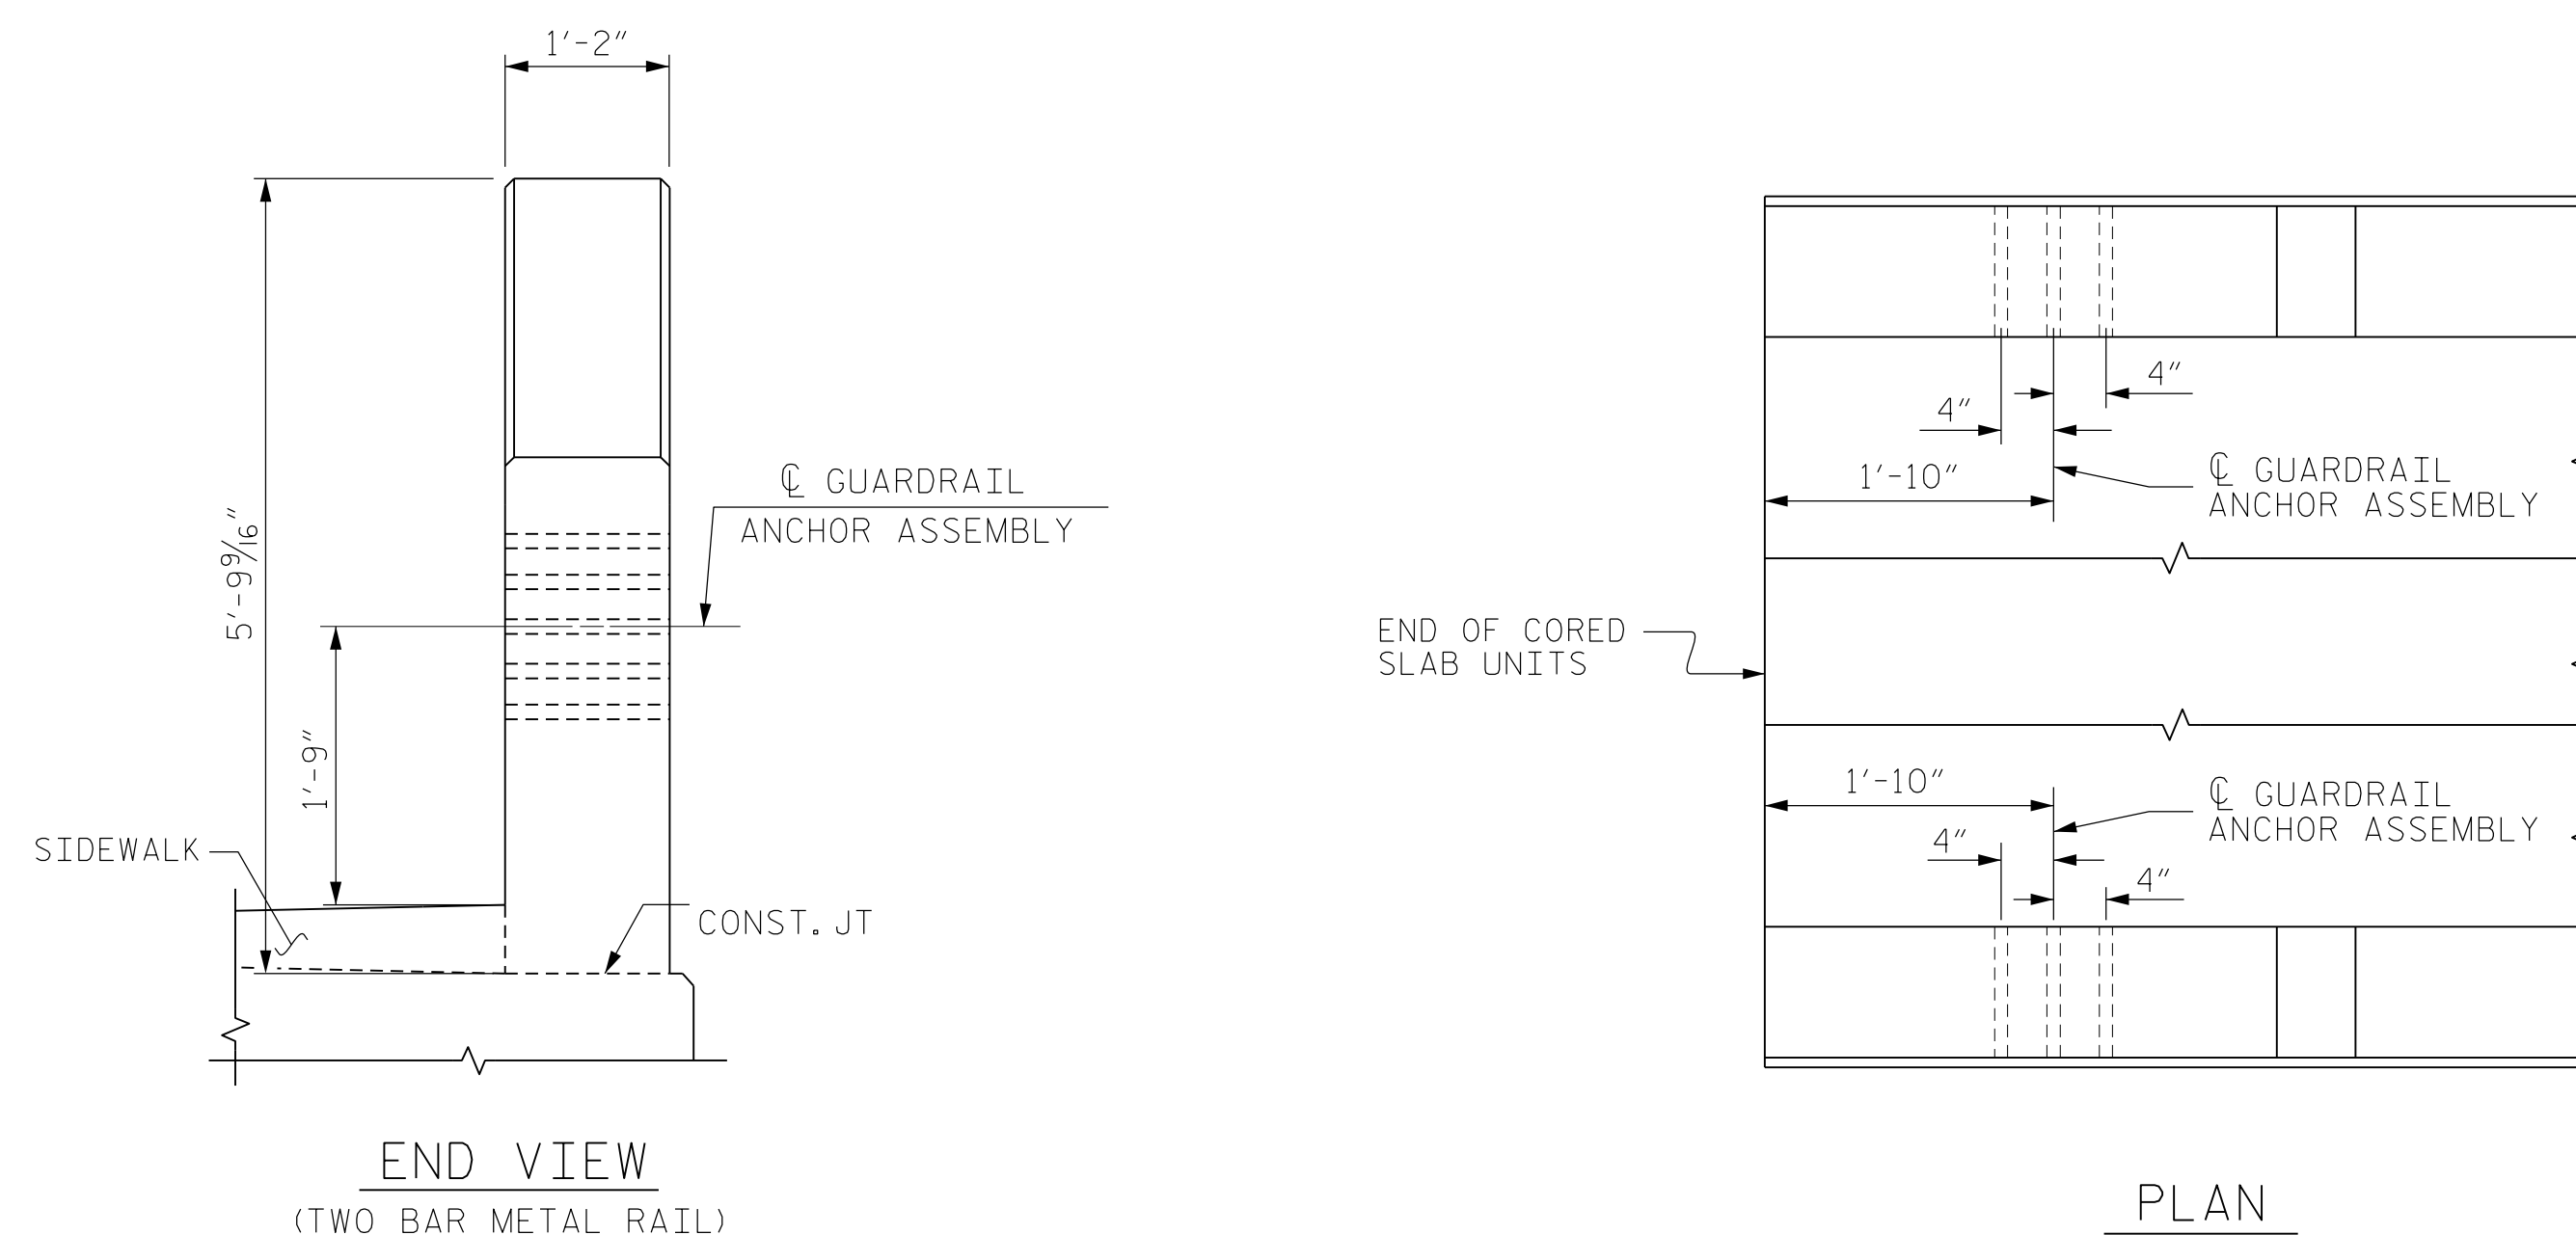 1'-2"
5'-9 9/16"
℄ GUARDRAIL
ANCHOR ASSEMBLY
1'-9"
SIDEWALK
CONST. JT
END VIEW
(TWO BAR METAL RAIL)
4"
4"
1'-10"
℄ GUARDRAIL
ANCHOR ASSEMBLY
END OF CORED
SLAB UNITS
1'-10"
℄ GUARDRAIL
ANCHOR ASSEMBLY
4"
4"
PLAN